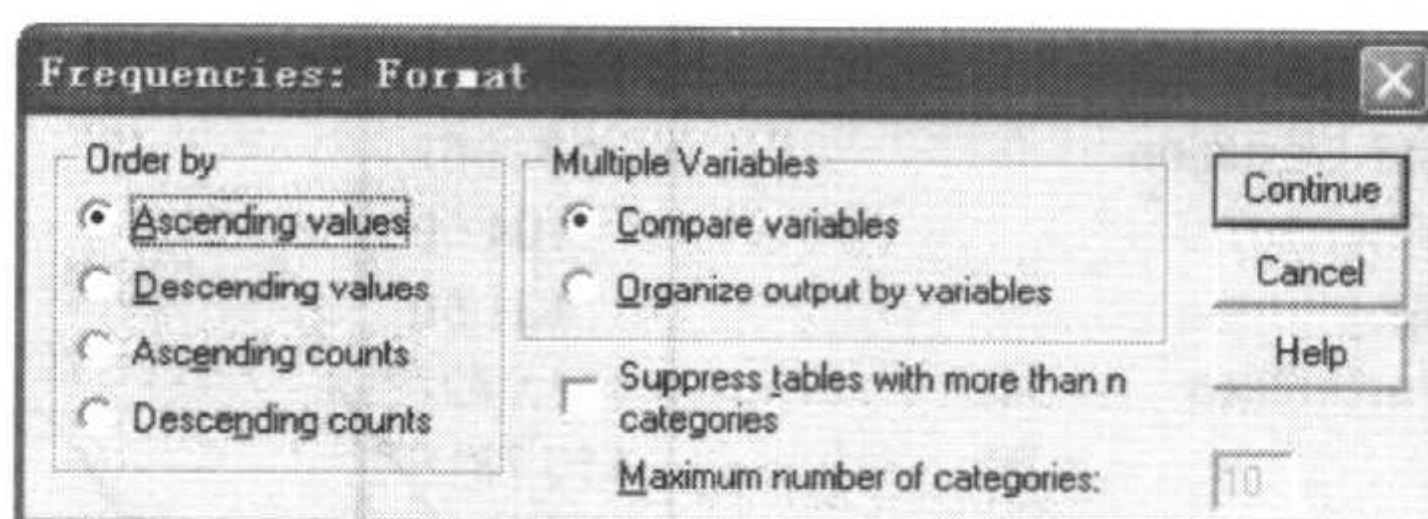 Frequencies: Format
Order by
Ascending values
Descending values
Ascending counts
Descending counts
Multiple Variables
Compare variables
Organize output by variables
Suppress tables with more than n
categories
Maximum number of categories:
10
Continue
Cancel
Help